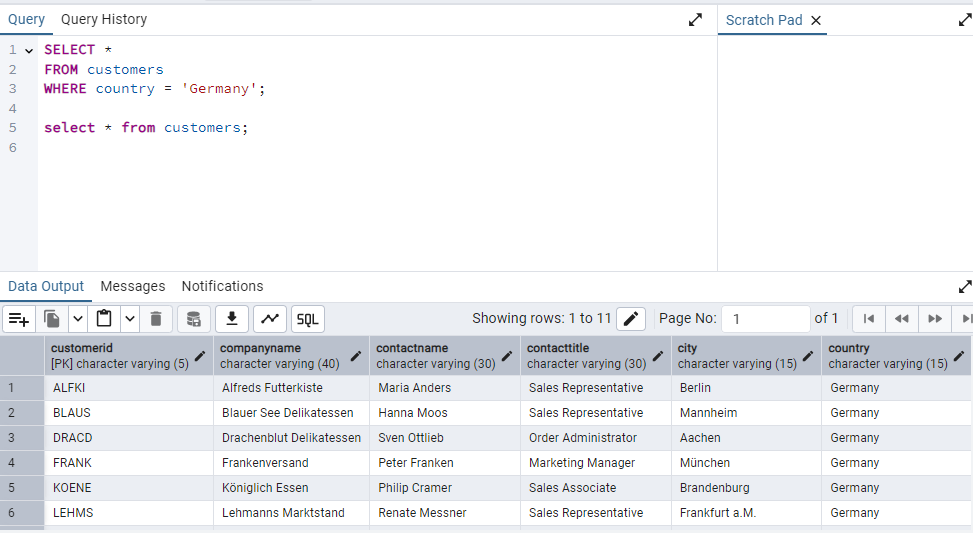 Query Query History Scratch Pad
1 SELECT *
2 FROM customers
3 WHERE country = 'Germany';
4
5 select * from customers;
6
Data Output Messages Notifications
SQL Showing rows: 1 to 11 Page No: 1 of 1
customerid companyname contactname contacttitle city country
[PK] character varying (5) character varying (40) character varying (30) character varying (30) character varying (15) character varying (15)
1 ALFKI Alfreds Futterkiste Maria Anders Sales Representative Berlin Germany
2 BLAUS Blauer See Delikatessen Hanna Moos Sales Representative Mannheim Germany
3 DRACD Drachenblut Delikatessen Sven Ottlieb Order Administrator Aachen Germany
4 FRANK Frankenversand Peter Franken Marketing Manager München Germany
5 KOENE Königlich Essen Philip Cramer Sales Associate Brandenburg Germany
6 LEHMS Lehmanns Marktstand Renate Messner Sales Representative Frankfurt a.M. Germany